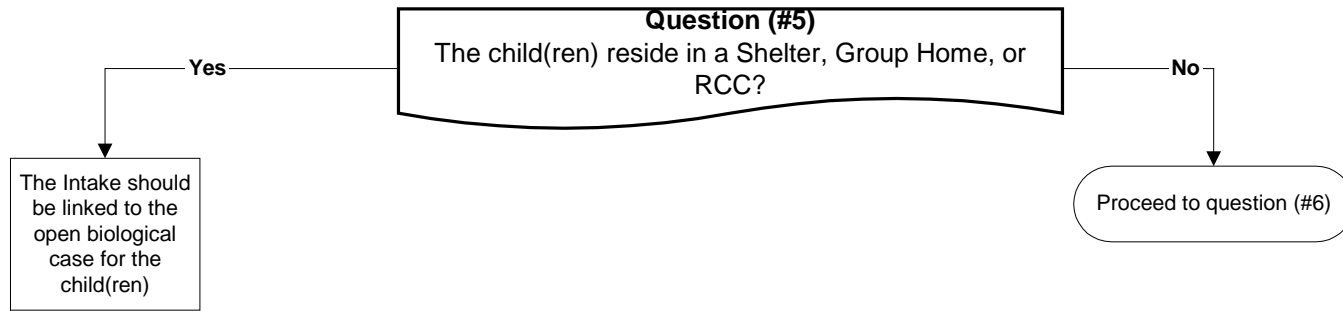 Question (#5)
The child(ren) reside in a Shelter, Group Home, or
RCC?
Yes
No
The Intake should
be linked to the
open biological
case for the
child(ren)
Proceed to question (#6)